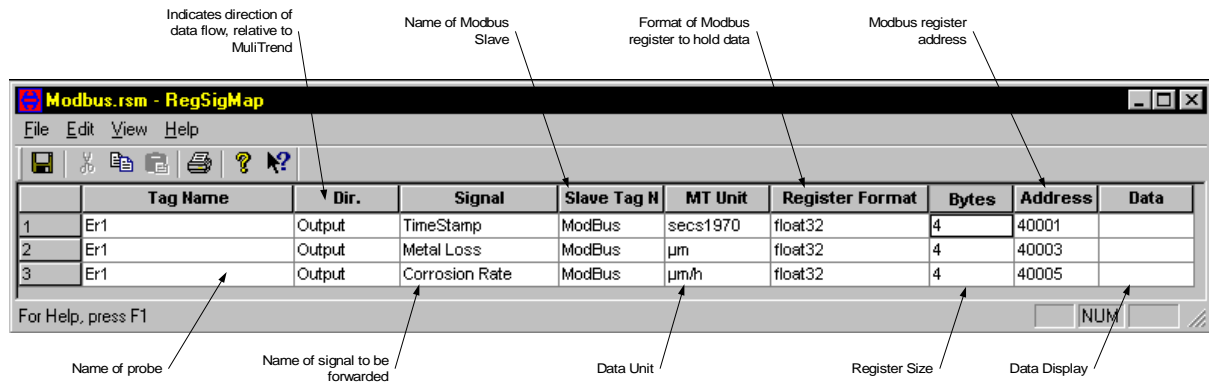 Indicates direction of
data flow, relative to
MuliTrend
Name of Modbus
Slave
Format of Modbus
register to hold data
Modbus register
address
Modbus.rsm - RegSigMap
File Edit View Help
Tag Name Dir. Signal Slave Tag N MT Unit Register Format Bytes Address Data
1 Er1 Output TimeStamp ModBus secs1970 float32 4 40001
2 Er1 Output Metal Loss ModBus µm float32 4 40003
3 Er1 Output Corrosion Rate ModBus µm/h float32 4 40005
For Help, press F1 NUM
Name of probe
Name of signal to be
forwarded
Data Unit
Register Size
Data Display